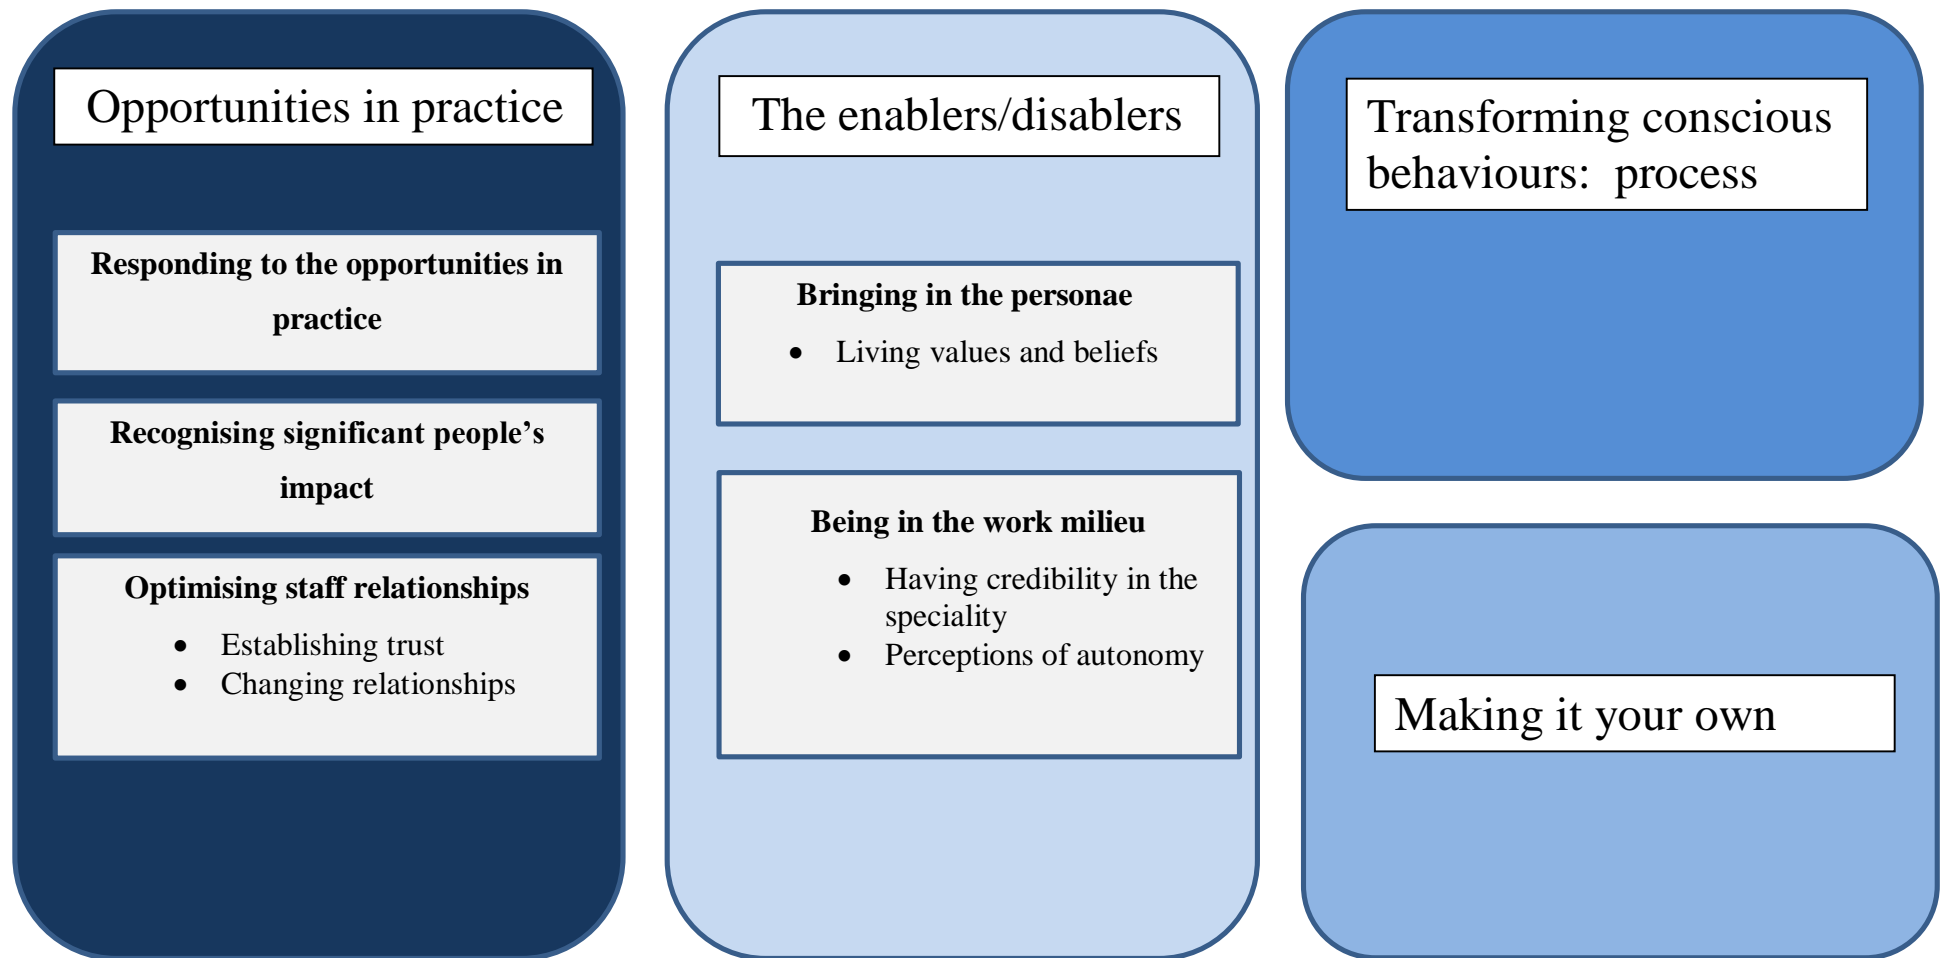 Opportunities in practice
Responding to the opportunities in
practice
Recognising significant people’s
impact
Optimising staff relationships
• Establishing trust
• Changing relationships
The enablers/disablers
Bringing in the personae
• Living values and beliefs
Being in the work milieu
• Having credibility in the
speciality
• Perceptions of autonomy
Transforming conscious
behaviours: process
Making it your own